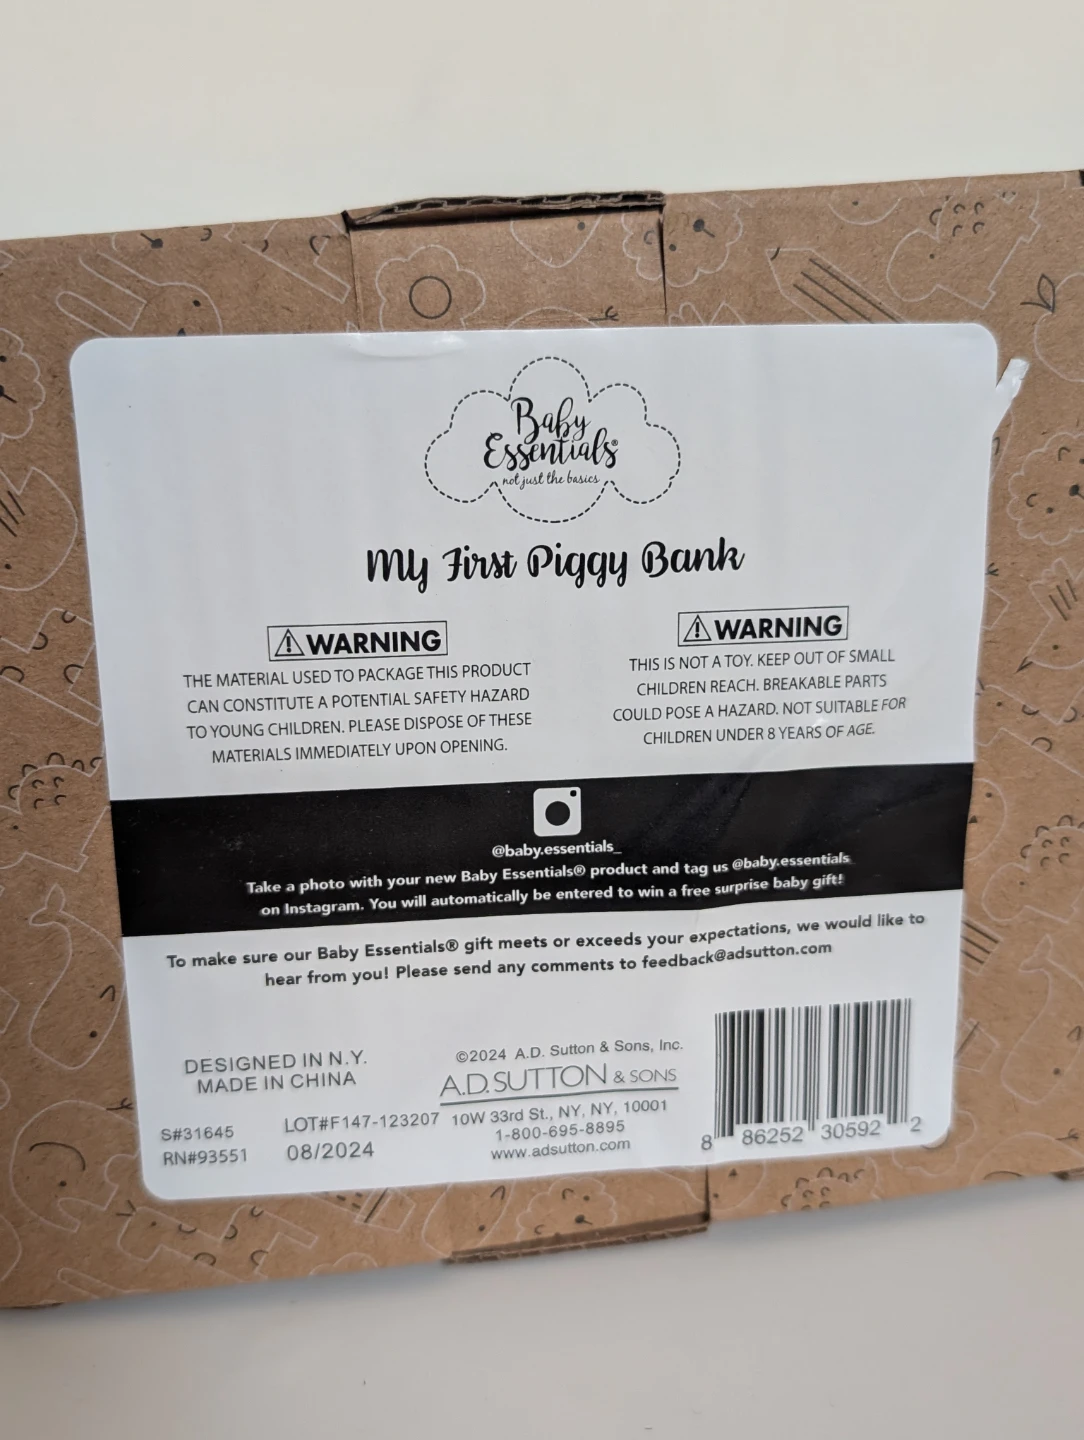 Baby
Essentials®
not just the basics
My First Piggy Bank
⚠ WARNING
THE MATERIAL USED TO PACKAGE THIS PRODUCT
CAN CONSTITUTE A POTENTIAL SAFETY HAZARD
TO YOUNG CHILDREN. PLEASE DISPOSE OF THESE
MATERIALS IMMEDIATELY UPON OPENING.
⚠ WARNING
THIS IS NOT A TOY. KEEP OUT OF SMALL
CHILDREN REACH. BREAKABLE PARTS
COULD POSE A HAZARD. NOT SUITABLE FOR
CHILDREN UNDER 8 YEARS OF AGE.
@baby.essentials_
Take a photo with your new Baby Essentials® product and tag us @baby.essentials
on Instagram. You will automatically be entered to win a free surprise baby gift!
To make sure our Baby Essentials® gift meets or exceeds your expectations, we would like to
hear from you! Please send any comments to feedback@adsutton.com
DESIGNED IN N.Y.
MADE IN CHINA
S#31645
RN#93551
LOT#F147-123207
08/2024
©2024 A.D. Sutton & Sons, Inc.
A.D. SUTTON & SONS
10W 33rd St., NY, NY, 10001
1-800-695-8895
www.adsutton.com
8 86252 30592 2